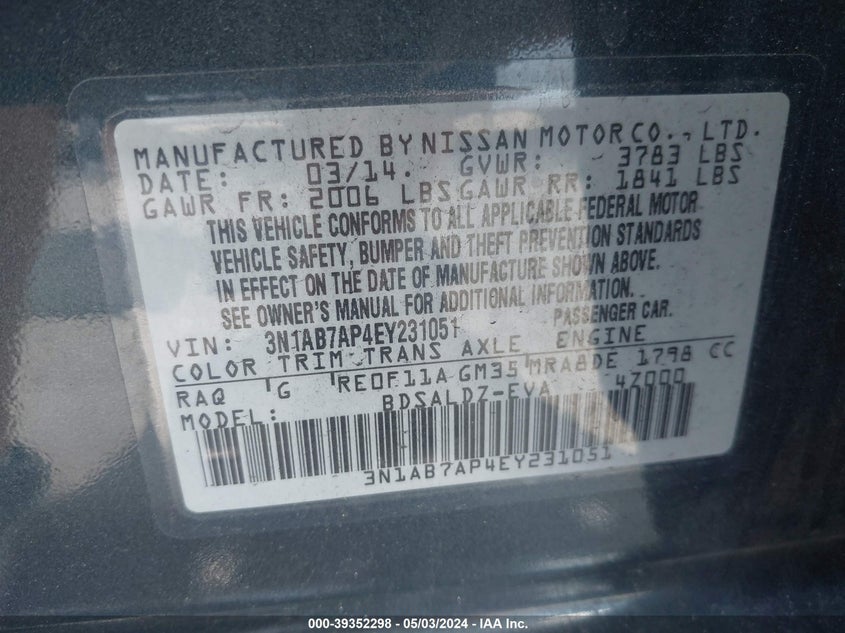 MANUFACTURED BY NISSAN MOTOR CO., LTD.
DATE: 03/14. GVWR: 3783 LBS
GAWR FR: 2006 LBS GAWR RR: 1841 LBS
THIS VEHICLE CONFORMS TO ALL APPLICABLE FEDERAL MOTOR
VEHICLE SAFETY, BUMPER AND THEFT PREVENTION STANDARDS
IN EFFECT ON THE DATE OF MANUFACTURE SHOWN ABOVE.
SEE OWNER'S MANUAL FOR ADDITIONAL INFORMATION.
VIN: 3N1AB7AP4EY231051 PASSENGER CAR.
COLOR TRIM TRANS AXLE ENGINE
RAQ G RE0F11A GM35 MRA8DE 1798 CC
MODEL: BDSALDZ-EVA 47000
3N1AB7AP4EY231051
000-39352298 - 05/03/2024 - IAA Inc.